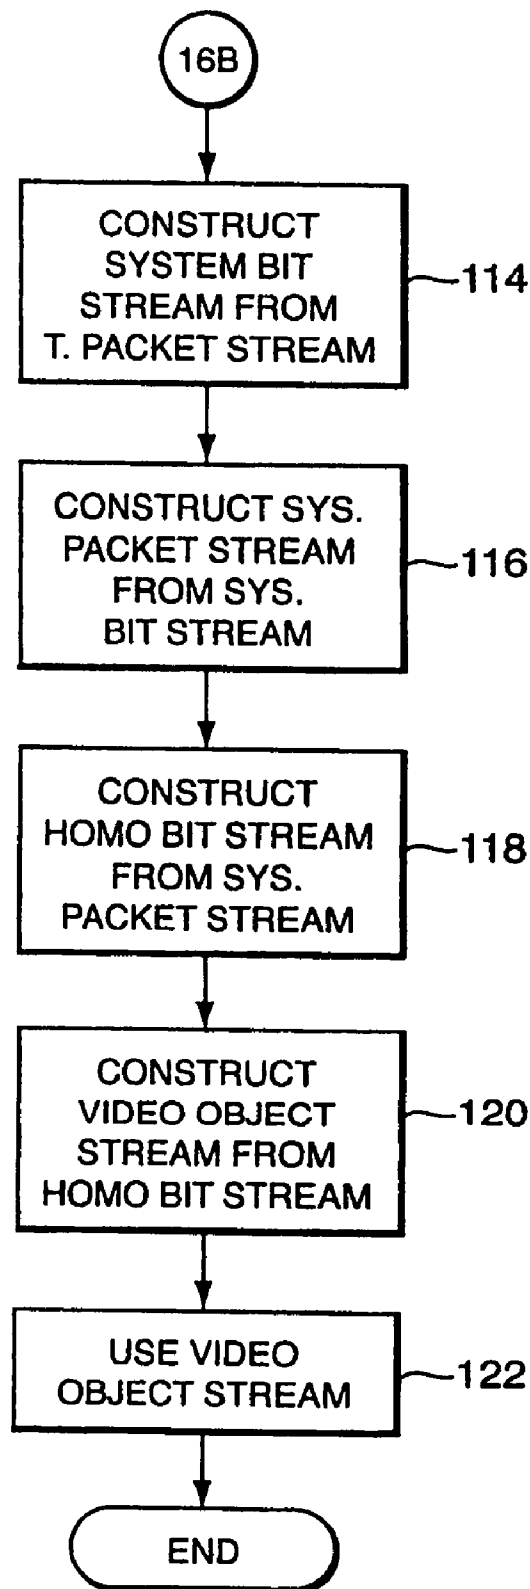 16B
CONSTRUCT
SYSTEM BIT
STREAM FROM
T. PACKET STREAM
114
CONSTRUCT SYS.
PACKET STREAM
FROM SYS.
BIT STREAM
116
CONSTRUCT
HOMO BIT STREAM
FROM SYS.
PACKET STREAM
118
CONSTRUCT
VIDEO OBJECT
STREAM FROM
HOMO BIT STREAM
120
USE VIDEO
OBJECT STREAM
122
END